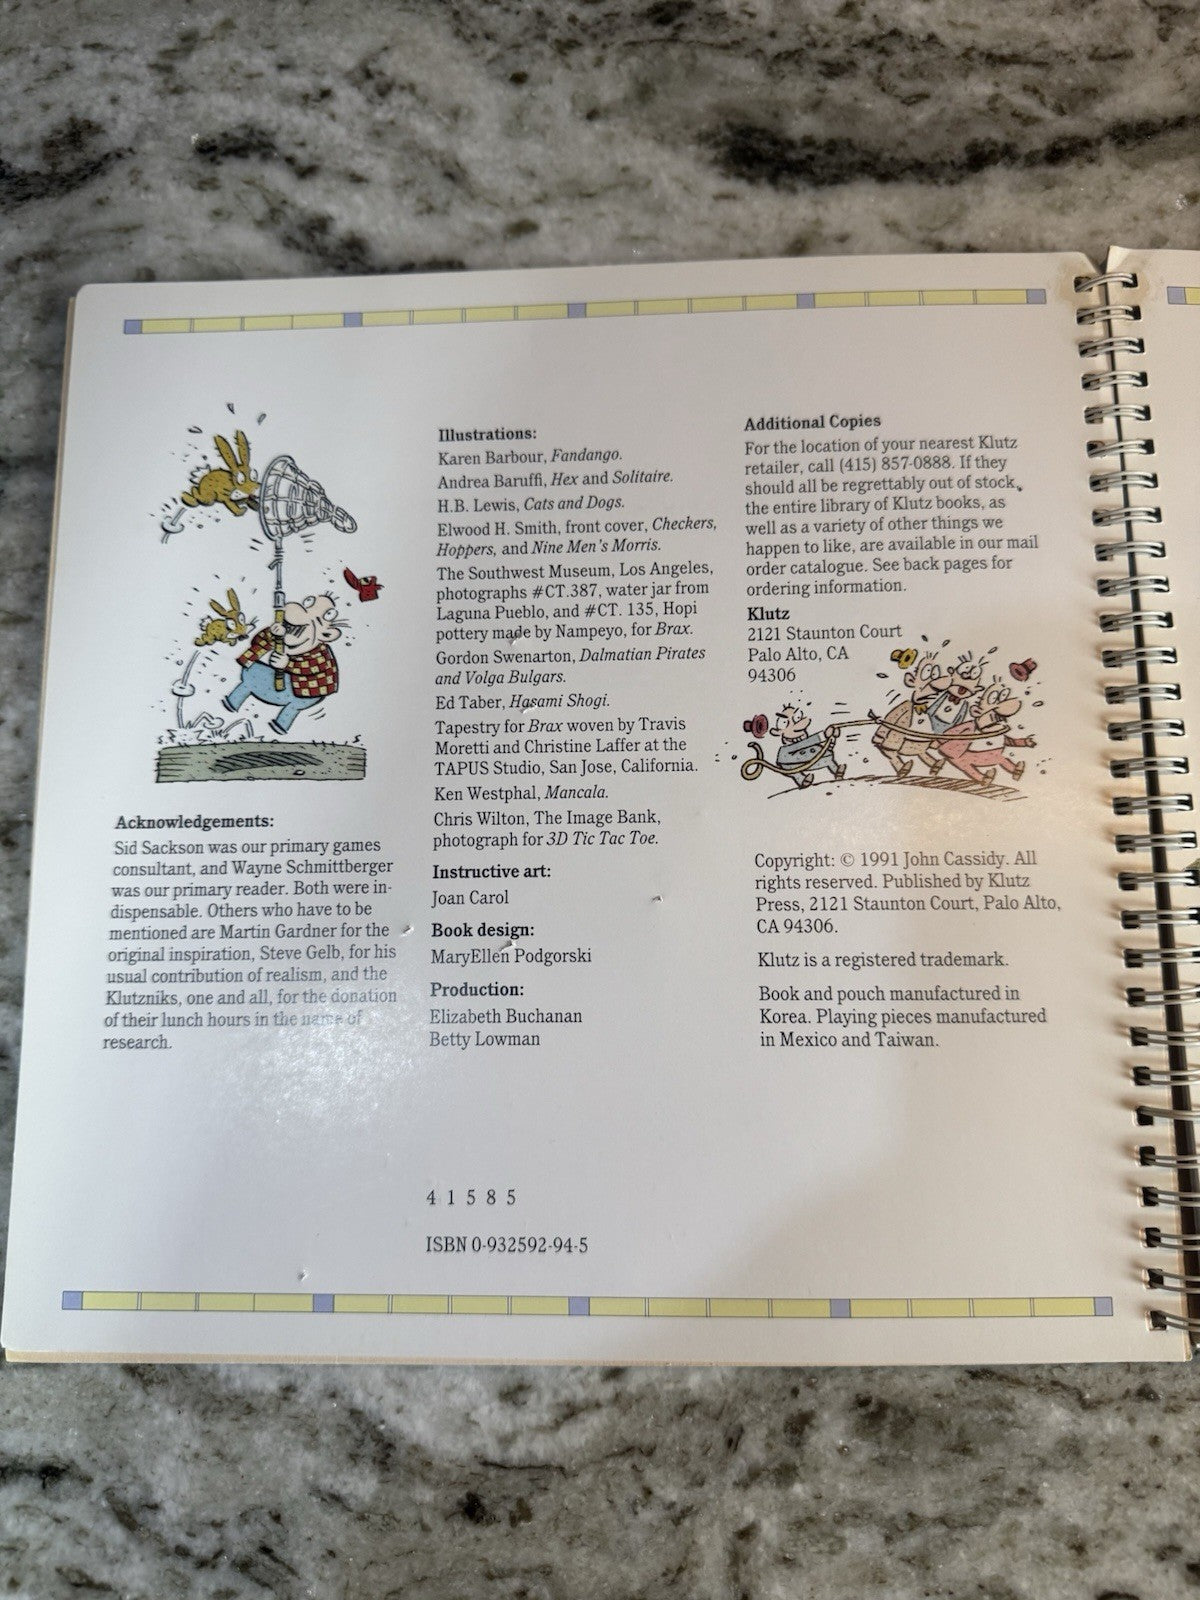 Acknowledgements:
Sid Sackson was our primary games
consultant, and Wayne Schmittberger
was our primary reader. Both were in-
dispensable. Others who have to be
mentioned are Martin Gardner for the
original inspiration, Steve Gelb, for his
usual contribution of realism, and the
Klutzniks, one and all, for the donation
of their lunch hours in the name of
research.
Illustrations:
Karen Barbour, Fandango.
Andrea Baruffi, Hex and Solitaire.
H.B. Lewis, Cats and Dogs.
Elwood H. Smith, front cover, Checkers,
Hoppers, and Nine Men's Morris.
The Southwest Museum, Los Angeles,
photographs #CT.387, water jar from
Laguna Pueblo, and #CT. 135, Hopi
pottery made by Nampeyo, for Brax.
Gordon Swenarton, Dalmatian Pirates
and Volga Bulgars.
Ed Taber, Hasami Shogi.
Tapestry for Brax woven by Travis
Moretti and Christine Laffer at the
TAPUS Studio, San Jose, California.
Ken Westphal, Mancala.
Chris Wilton, The Image Bank,
photograph for 3D Tic Tac Toe.
Instructive art:
Joan Carol
Book design:
MaryEllen Podgorski
Production:
Elizabeth Buchanan
Betty Lowman
4 1 5 8 5
ISBN 0-932592-94-5
Additional Copies
For the location of your nearest Klutz
retailer, call (415) 857-0888. If they
should all be regrettably out of stock,
the entire library of Klutz books, as
well as a variety of other things we
happen to like, are available in our mail
order catalogue. See back pages for
ordering information.
Klutz
2121 Staunton Court
Palo Alto, CA
94306
Copyright: © 1991 John Cassidy. All
rights reserved. Published by Klutz
Press, 2121 Staunton Court, Palo Alto,
CA 94306.
Klutz is a registered trademark.
Book and pouch manufactured in
Korea. Playing pieces manufactured
in Mexico and Taiwan.